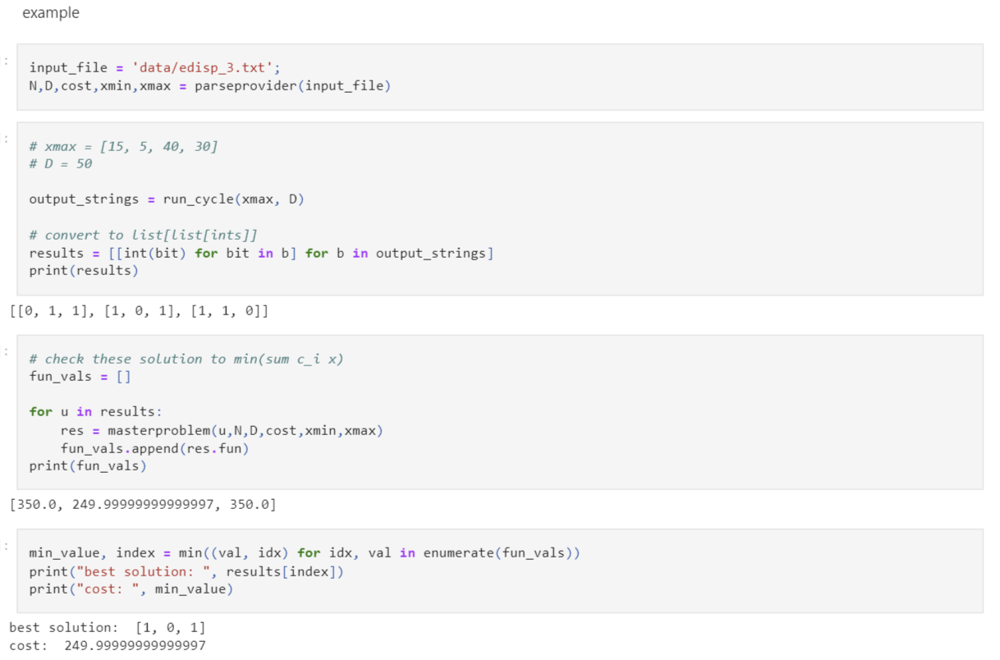 example
:
input_file = 'data/edisp_3.txt';
N,D,cost,xmin,xmax = parseprovider(input_file)
:
# xmax = [15, 5, 40, 30]
# D = 50
output_strings = run_cycle(xmax, D)
# convert to list[list[ints]]
results = [[int(bit) for bit in b] for b in output_strings]
print(results)
[[0, 1, 1], [1, 0, 1], [1, 1, 0]]
:
# check these solution to min(sum c_i x)
fun_vals = []
for u in results:
    res = masterproblem(u,N,D,cost,xmin,xmax)
    fun_vals.append(res.fun)
print(fun_vals)
[350.0, 249.99999999999997, 350.0]
:
min_value, index = min((val, idx) for idx, val in enumerate(fun_vals))
print("best solution: ", results[index])
print("cost: ", min_value)
best solution:  [1, 0, 1]
cost:  249.99999999999997